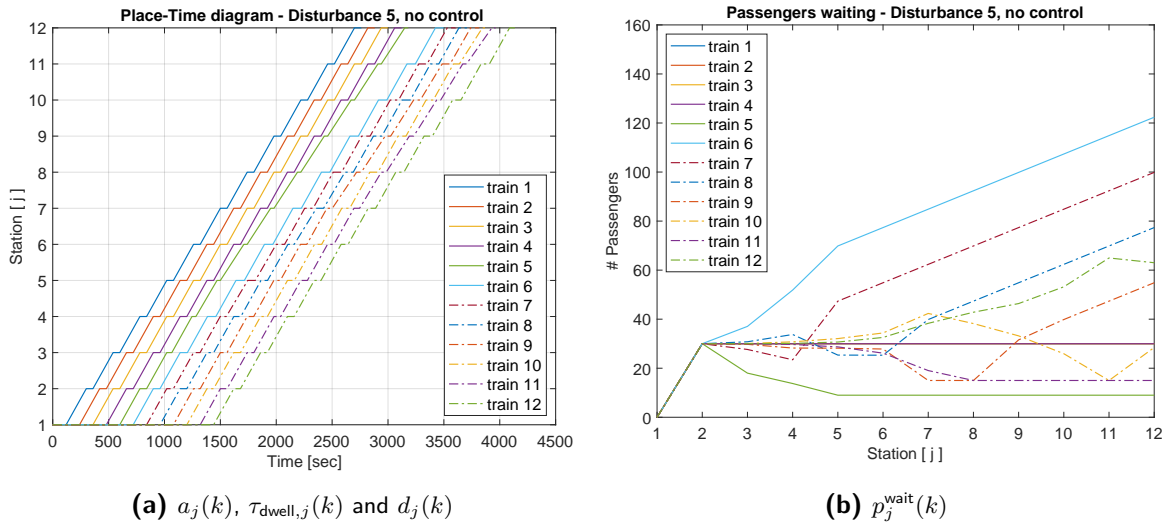 Place-Time diagram - Disturbance 5, no control
12
11
10
9
8
7
6
5
4
3
2
1
Station [ j ]
train 1
train 2
train 3
train 4
train 5
train 6
train 7
train 8
train 9
train 10
train 11
train 12
0 500 1000 1500 2000 2500 3000 3500 4000 4500
Time [sec]
(a) a_j(k), τ_dwell,j(k) and d_j(k)
Passengers waiting - Disturbance 5, no control
160
140
120
100
80
60
40
20
0
# Passengers
train 1
train 2
train 3
train 4
train 5
train 6
train 7
train 8
train 9
train 10
train 11
train 12
1 2 3 4 5 6 7 8 9 10 11 12
Station [ j ]
(b) p_j^wait(k)